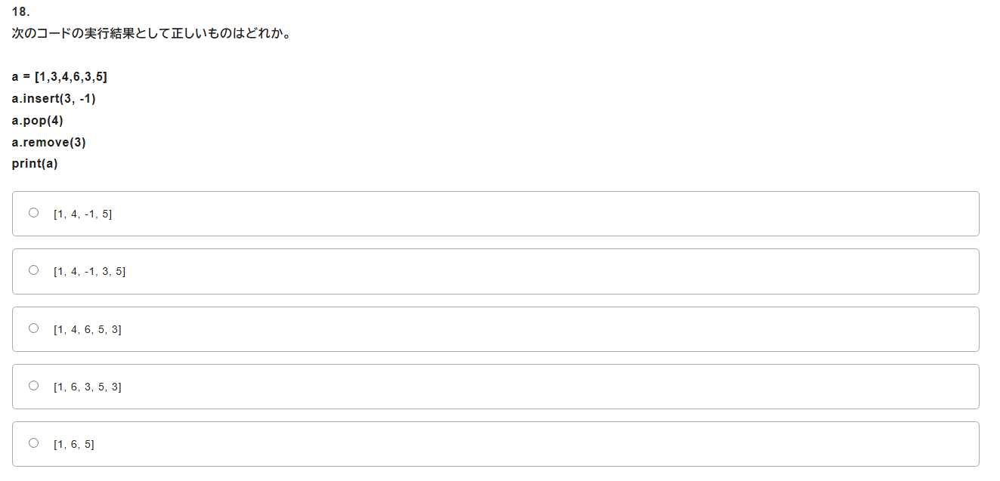 18.
次のコードの実行結果として正しいものはどれか。
a = [1,3,4,6,3,5]
a.insert(3, -1)
a.pop(4)
a.remove(3)
print(a)
[1, 4, -1, 5]
[1, 4, -1, 3, 5]
[1, 4, 6, 5, 3]
[1, 6, 3, 5, 3]
[1, 6, 5]